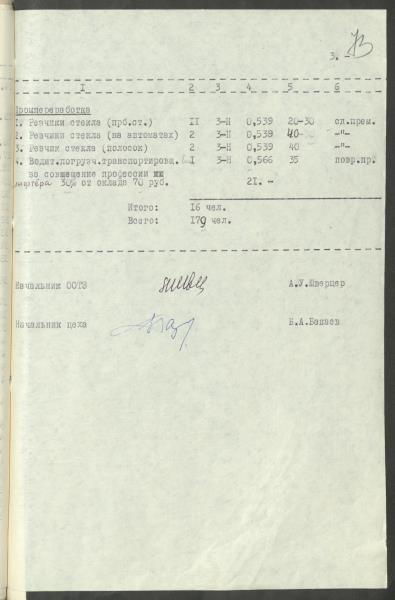 3. - 73
1 2 3 4 5 6
Промпереработка
1. Резчики стекла (прб.ст.) II 3-Н 0,539 20-30 сл.прем.
2. Резчики стекла (на автоматах) 2 3-Н 0,539 40 -"-
3. Резчик стекла (полосок) 2 3-Н 0,539 40 -"-
4. Водит.погрузч.транспортировщ. I 3-Н 0,566 35 повр.пр.
за совмещение профессии
30% от оклада 70 руб. 21.-
Итого: 16 чел.
Всего: 179 чел.
Начальник ООТЗ А.У.Шверцер
Начальник цеха Б.А.Базаев